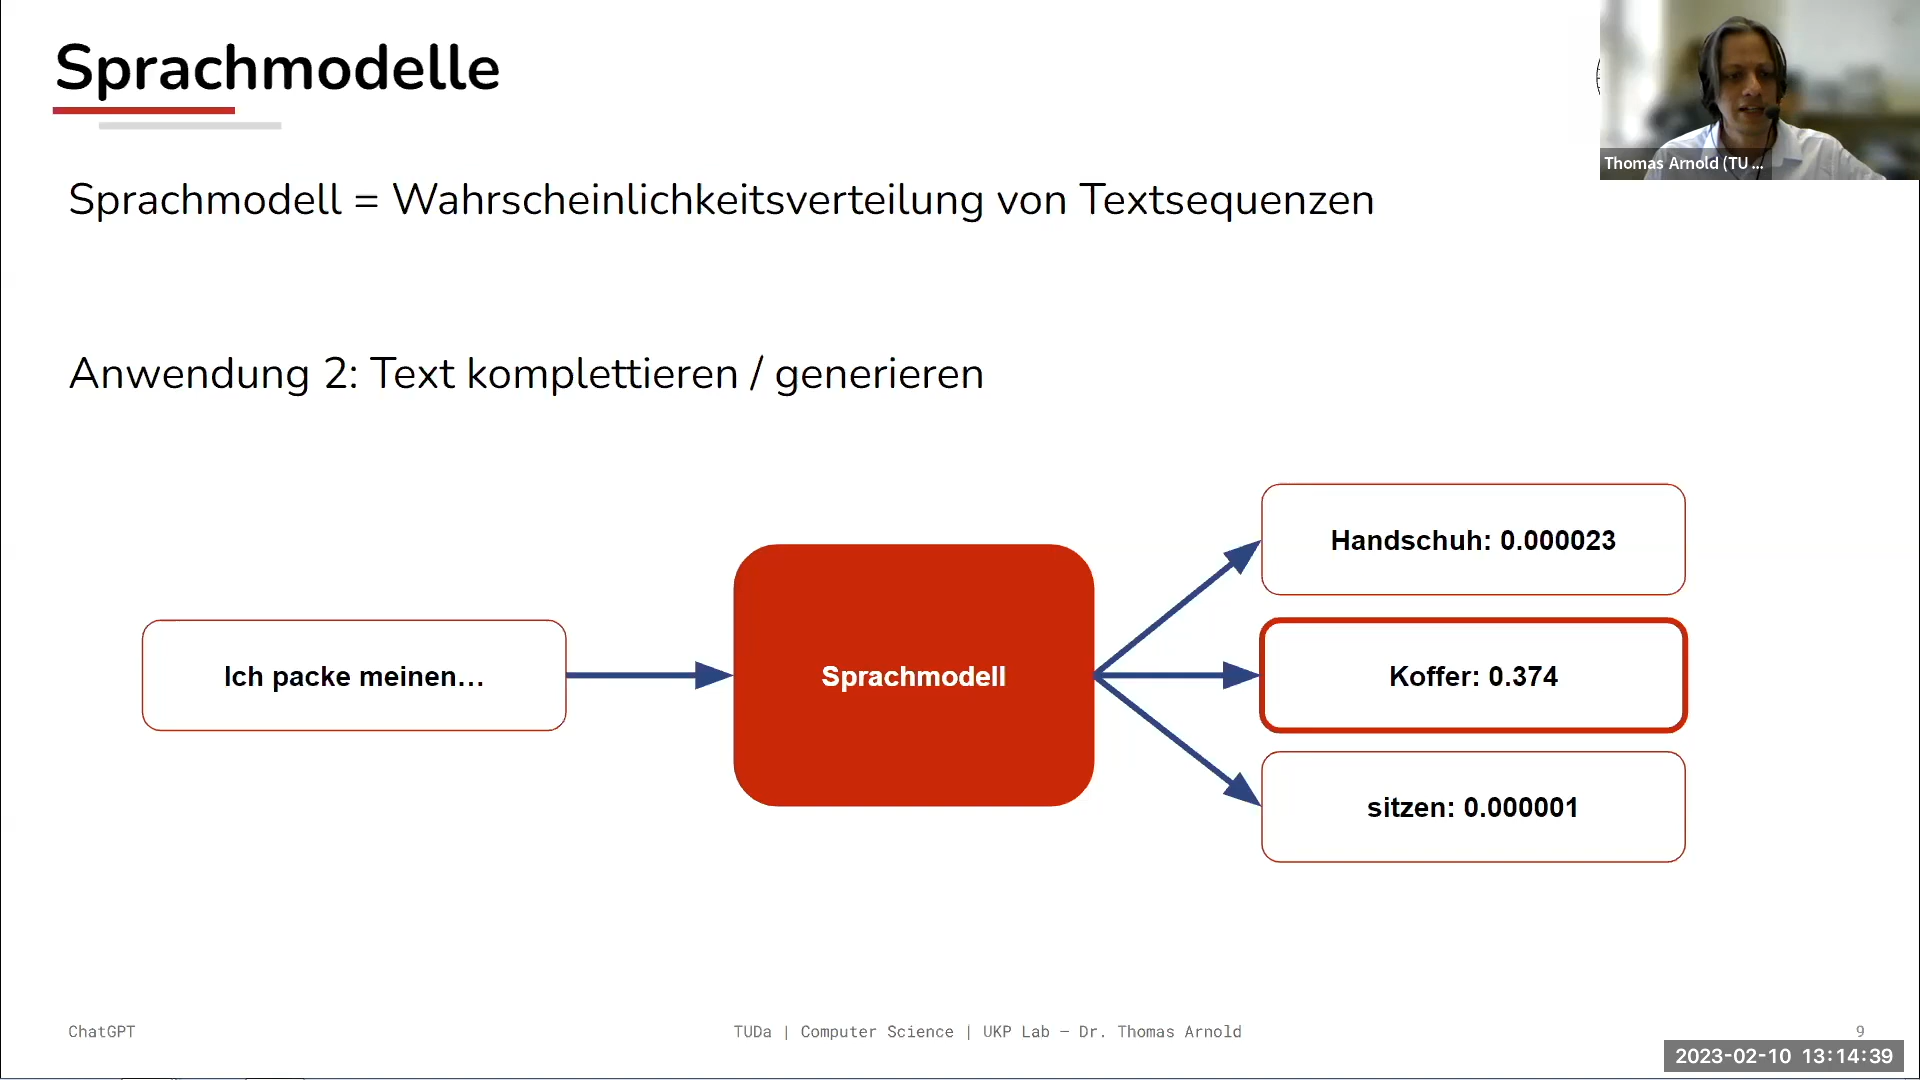 Sprachmodelle
Thomas Arnold (TU ...
Sprachmodell = Wahrscheinlichkeitsverteilung von Textsequenzen
Anwendung 2: Text komplettieren / generieren
Handschuh: 0.000023
Ich packe meinen...
Sprachmodell
Koffer: 0.374
sitzen: 0.000001
ChatGPT
TUDa | Computer Science | UKP Lab – Dr. Thomas Arnold
9
2023-02-10 13:14:39